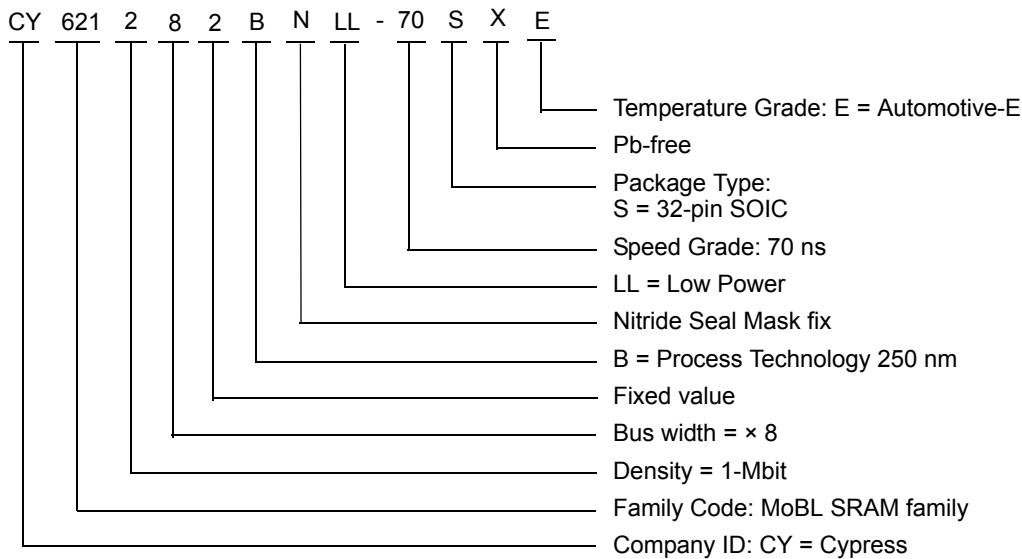 CY 621 2 8 2 B N LL - 70 S X E
Temperature Grade: E = Automotive-E
Pb-free
Package Type:
S = 32-pin SOIC
Speed Grade: 70 ns
LL = Low Power
Nitride Seal Mask fix
B = Process Technology 250 nm
Fixed value
Bus width = × 8
Density = 1-Mbit
Family Code: MoBL SRAM family
Company ID: CY = Cypress